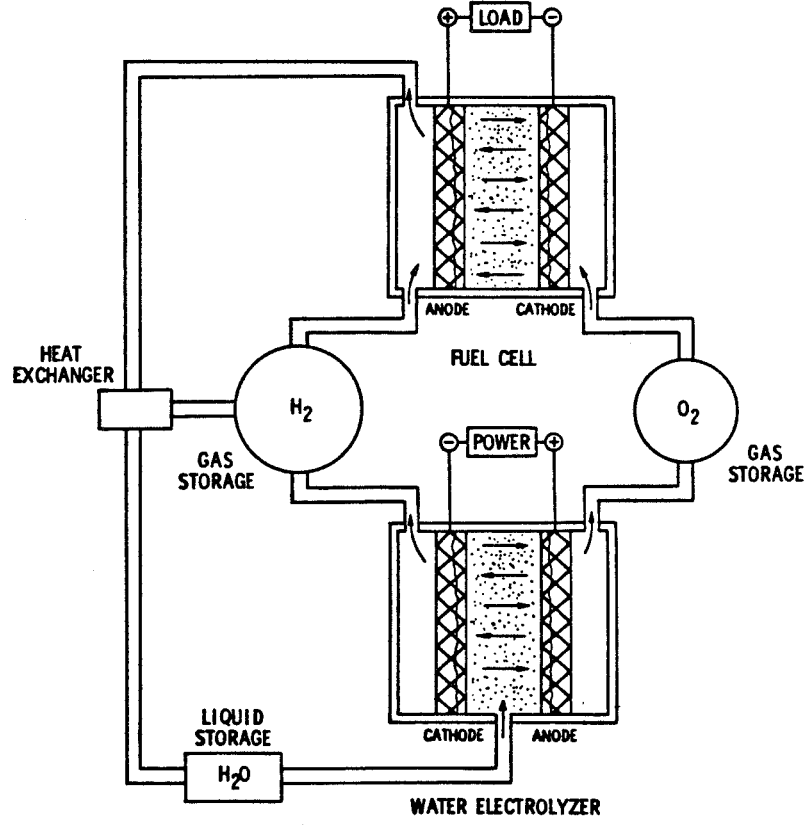 ⊕ LOAD ⊖
ANODE CATHODE
FUEL CELL
HEAT
EXCHANGER
H2
O2
GAS
STORAGE
GAS
STORAGE
⊖ POWER ⊕
CATHODE ANODE
LIQUID
STORAGE
H2O
WATER ELECTROLYZER